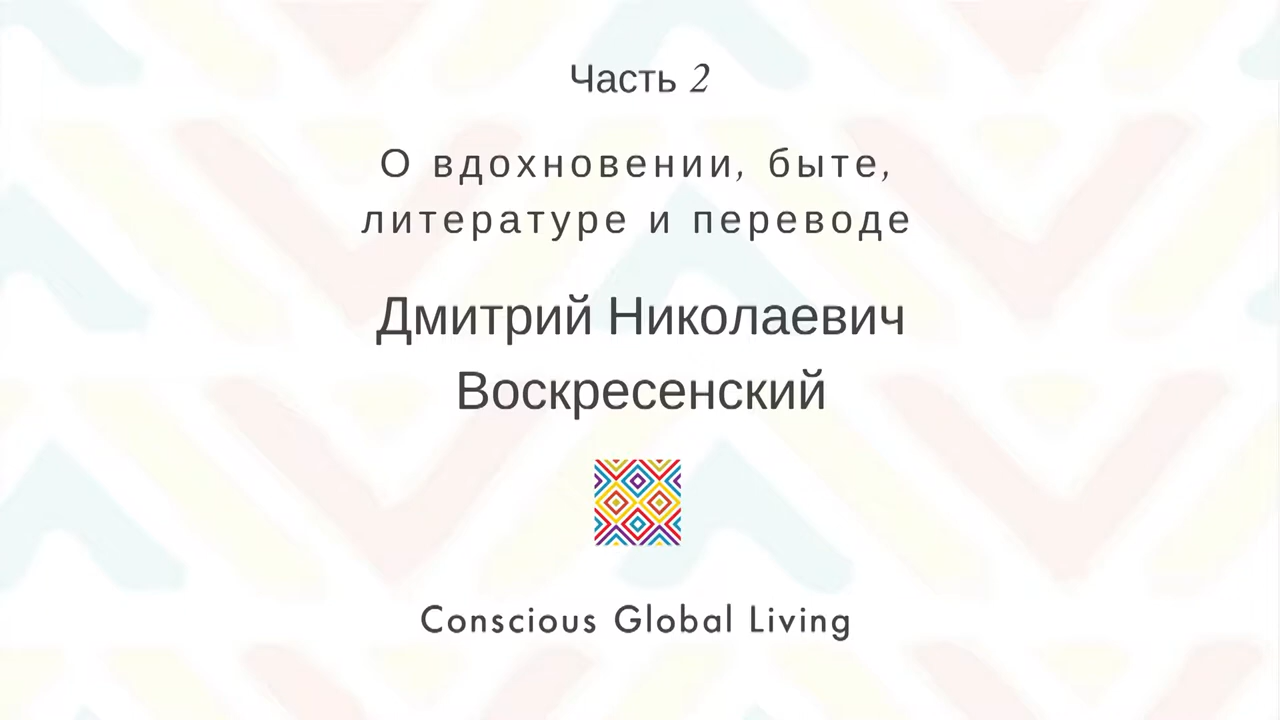 Часть 2
О вдохновении, быте,
литературе и переводе
Дмитрий Николаевич
Воскресенский
Conscious Global Living